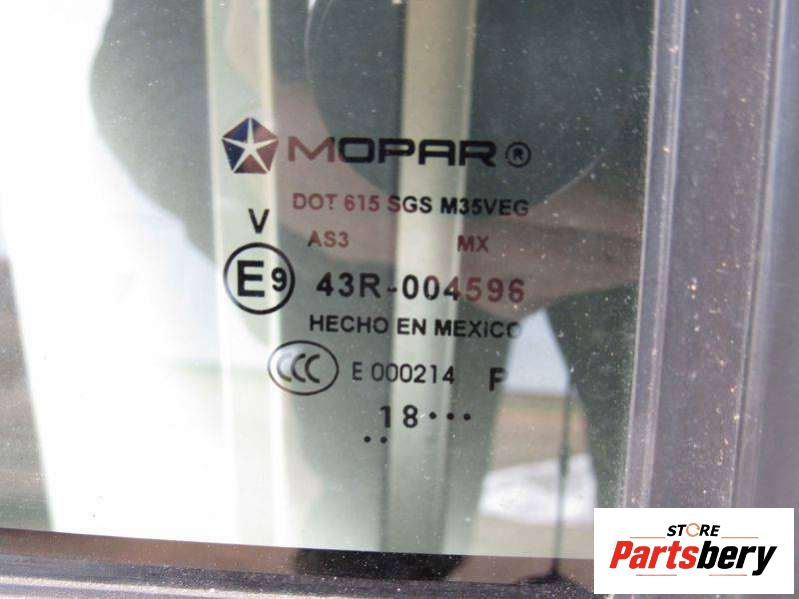 MOPAR®
DOT 615 SGS M35VEG
V
AS3 MX
E9 43R-004596
HECHO EN MEXICO
CCC E 000214 F
18...
..
STORE
Partsbery